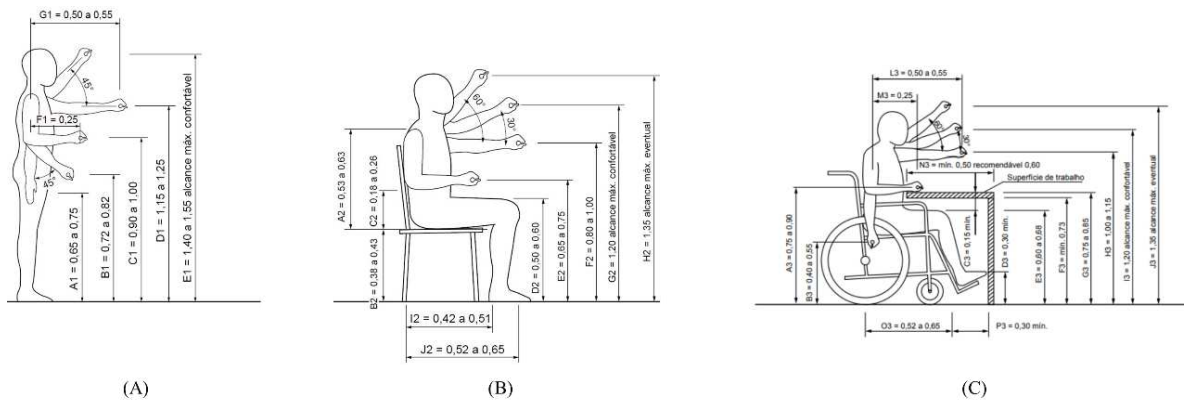 G1 = 0,50 a 0,55
45°
F1 = 0,25
45°
A1 = 0,65 a 0,75
B1 = 0,72 a 0,82
C1 = 0,90 a 1,00
D1 = 1,15 a 1,25
E1 = 1,40 a 1,55 alcance máx. confortável
(A)
60°
30°
A2 = 0,53 a 0,63
C2 = 0,18 a 0,26
B2 = 0,38 a 0,43
D2 = 0,50 a 0,60
E2 = 0,65 a 0,75
F2 = 0,80 a 1,00
G2 = 1,20 alcance máx. confortável
H2 = 1,35 alcance máx. eventual
I2 = 0,42 a 0,51
J2 = 0,52 a 0,65
(B)
L3 = 0,50 a 0,55
M3 = 0,25
60°
30°
N3 = mín. 0,50 recomendável 0,60
Superfície de trabalho
A3 = 0,75 a 0,90
B3 = 0,40 a 0,55
C3 = 0,15 mín.
D3 = 0,30 mín.
E3 = 0,60 a 0,68
F3 = mín. 0,73
G3 = 0,75 a 0,85
H3 = 1,00 a 1,15
I3 = 1,20 alcance máx. confortável
J3 = 1,35 alcance máx. eventual
O3 = 0,52 a 0,65
P3 = 0,30 mín.
(C)